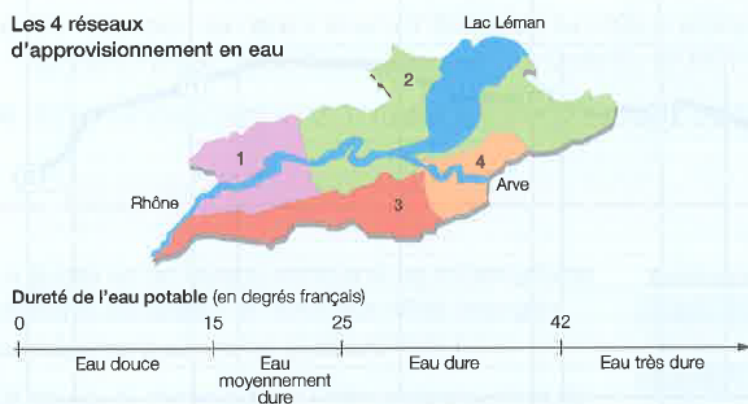 Les 4 réseaux
d'approvisionnement en eau
Lac Léman
2
1
4
Arve
Rhône
3
Dureté de l'eau potable (en degrés français)
0 15 25 42
Eau douce Eau moyennement dure Eau dure Eau très dure